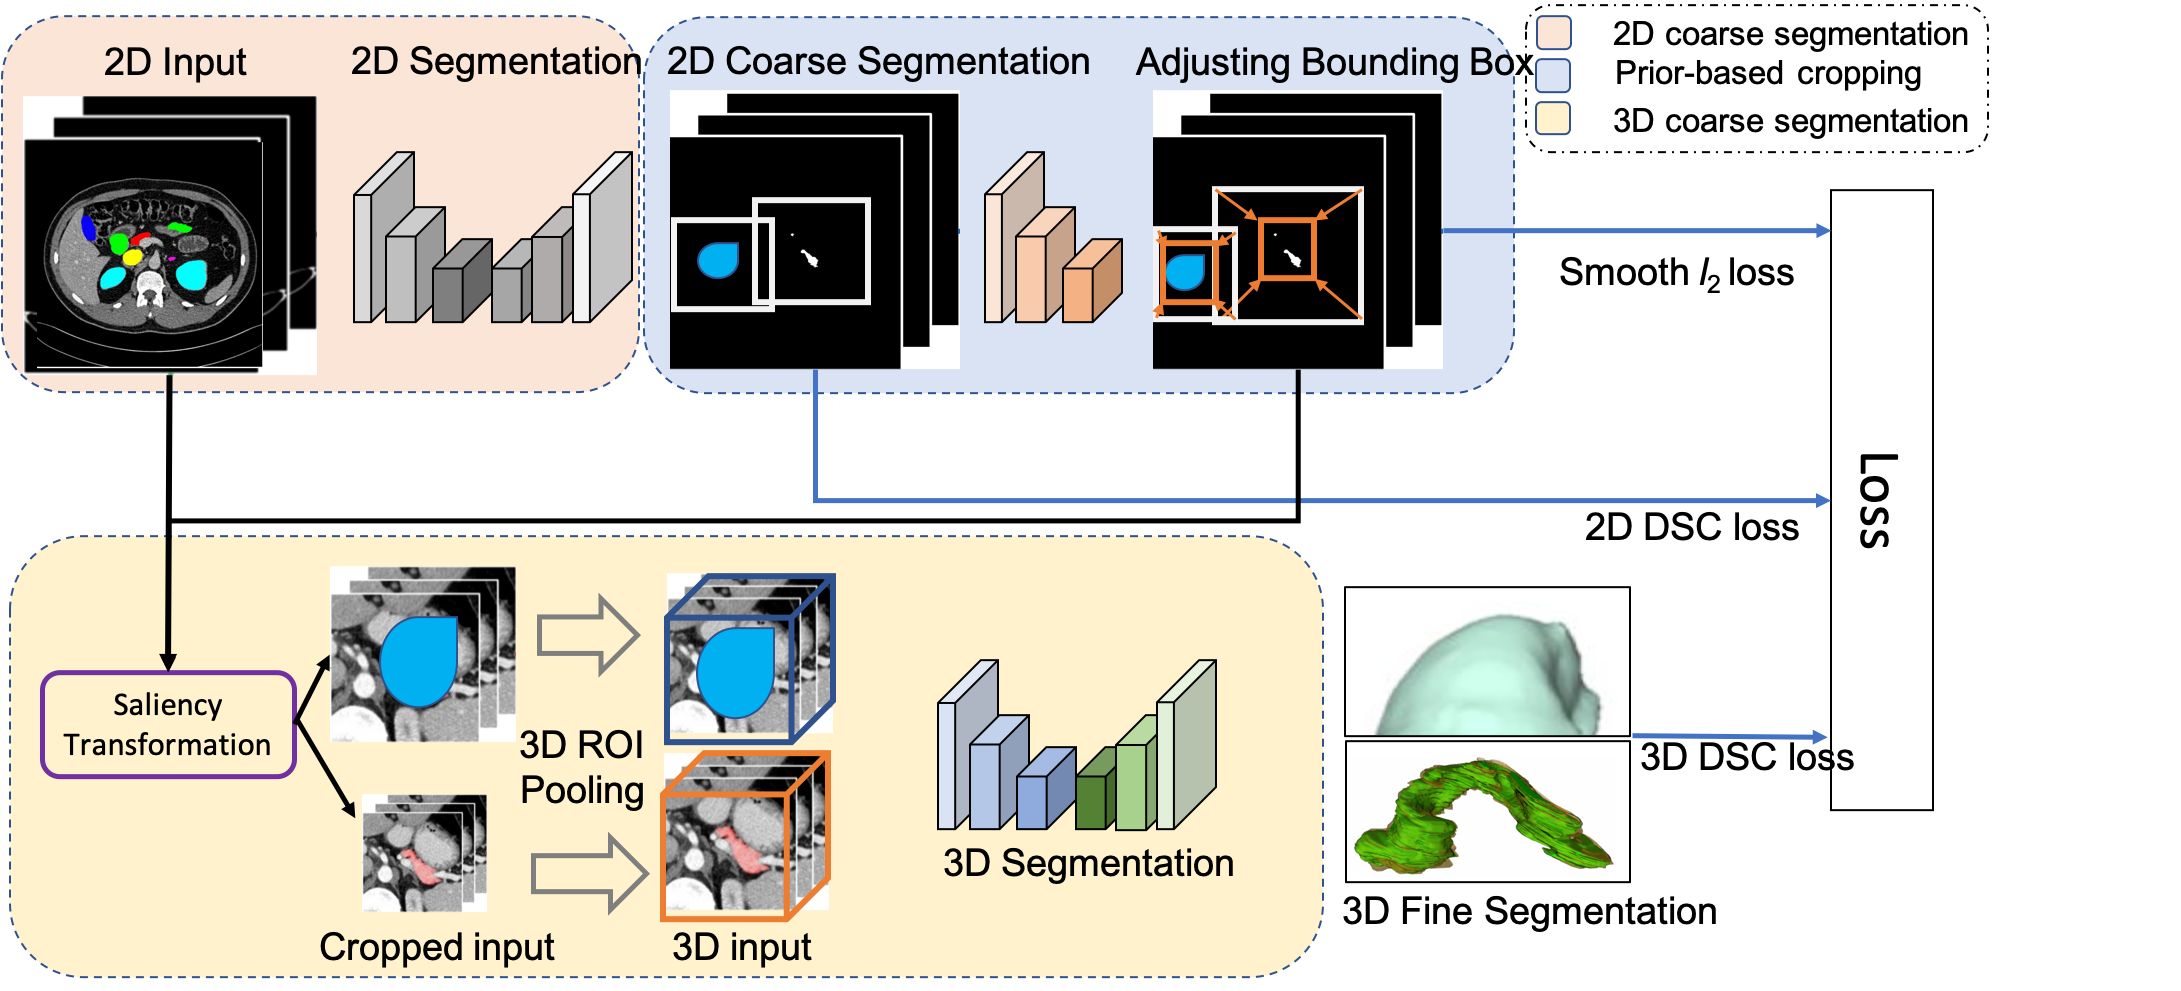 2D Input
2D Segmentation
2D Coarse Segmentation
Adjusting Bounding Box
2D coarse segmentation
Prior-based cropping
3D coarse segmentation
Smooth l2 loss
2D DSC loss
Loss
Saliency
Transformation
3D ROI
Pooling
3D DSC loss
3D Segmentation
3D Fine Segmentation
Cropped input
3D input